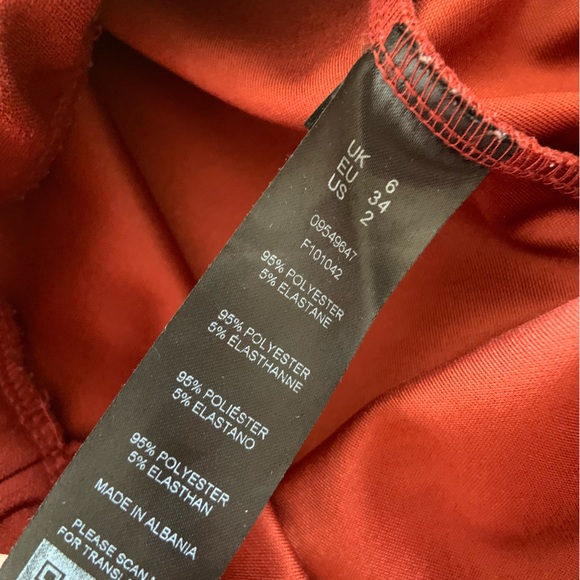 UK 6
EU 34
US 2
09549647
F101042
95% POLYESTER
5% ELASTANE
95% POLYESTER
5% ÉLASTHANNE
95% POLIÉSTER
5% ELASTANO
95% POLYESTER
5% ELASTHAN
MADE IN ALBANIA
PLEASE SCAN
FOR TRANSL